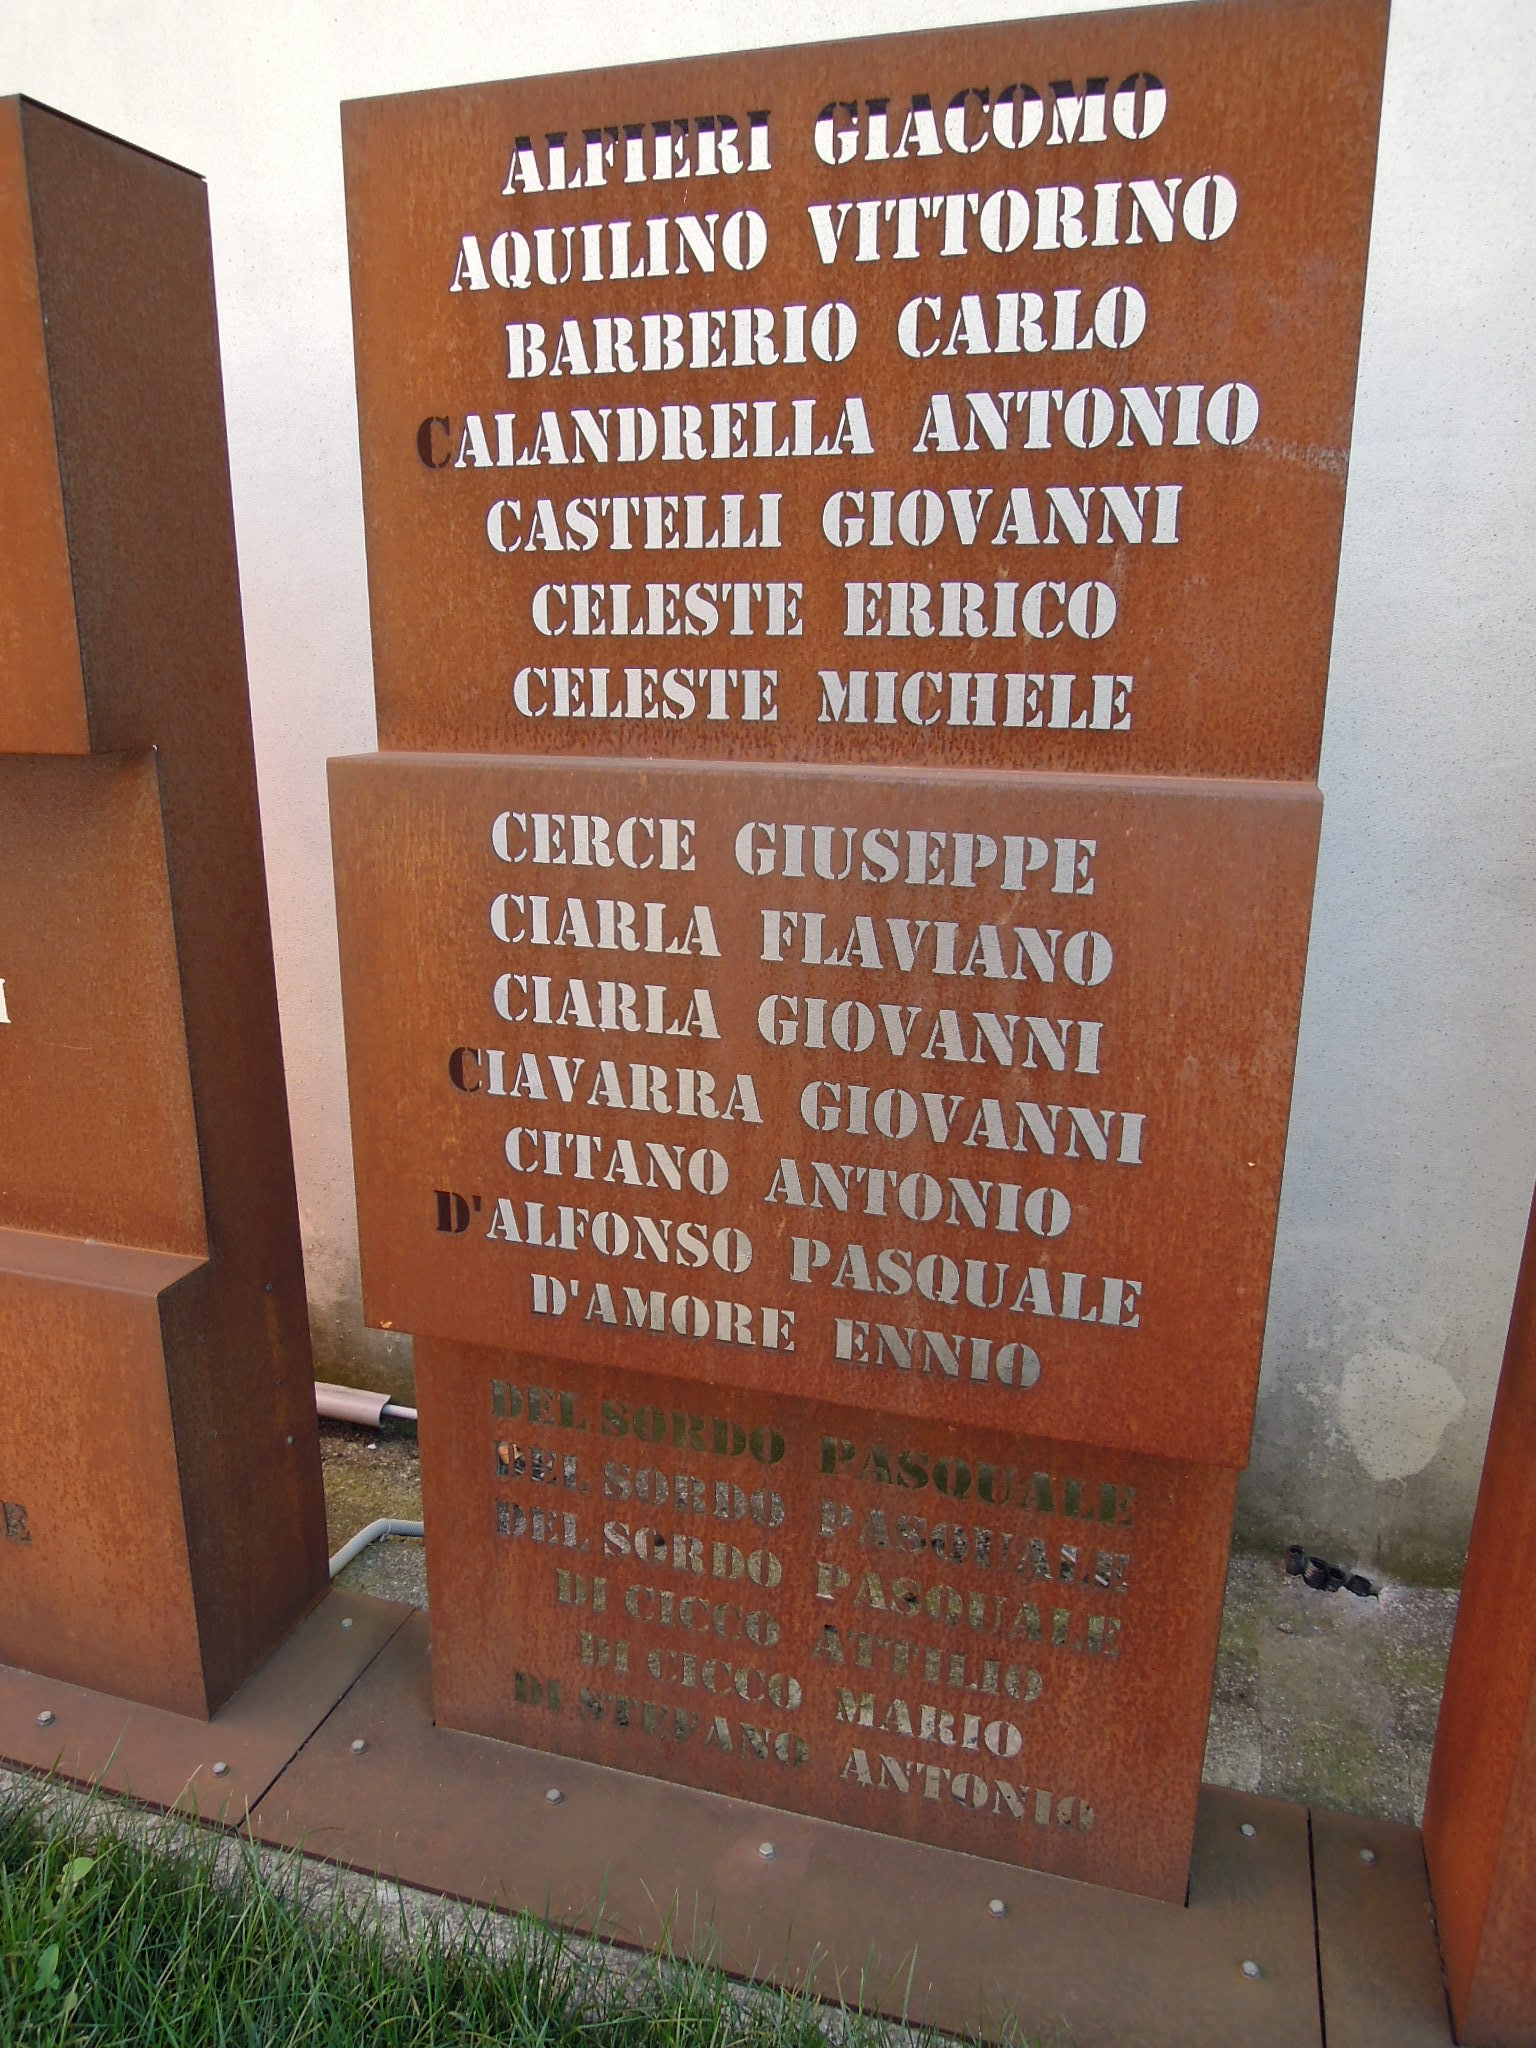 ALFIERI GIACOMO
AQUILINO VITTORINO
BARBERIO CARLO
CALANDRELLA ANTONIO
CASTELLI GIOVANNI
CELESTE ERRICO
CELESTE MICHELE
CERCE GIUSEPPE
CIARLA FLAVIANO
CIARLA GIOVANNI
CIAVARRA GIOVANNI
CITANO ANTONIO
D'ALFONSO PASQUALE
D'AMORE ENNIO
DEL SORDO PASQUALE
DEL SORDO PASQUALE
DEL SORDO PASQUALE
DI CICCO ATTILIO
DI CICCO MARIO
DI STEFANO ANTONIO